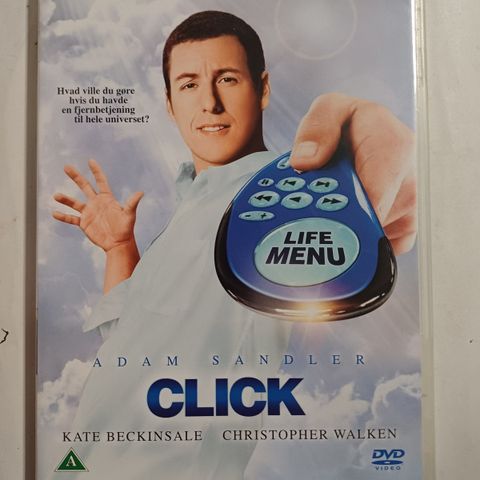 Hvad ville du gøre
hvis du havde
en fjernbetjening
til hele universet?
LIFE
MENU
ADAM SANDLER
CLICK
KATE BECKINSALE CHRISTOPHER WALKEN
A
DVD
VIDEO